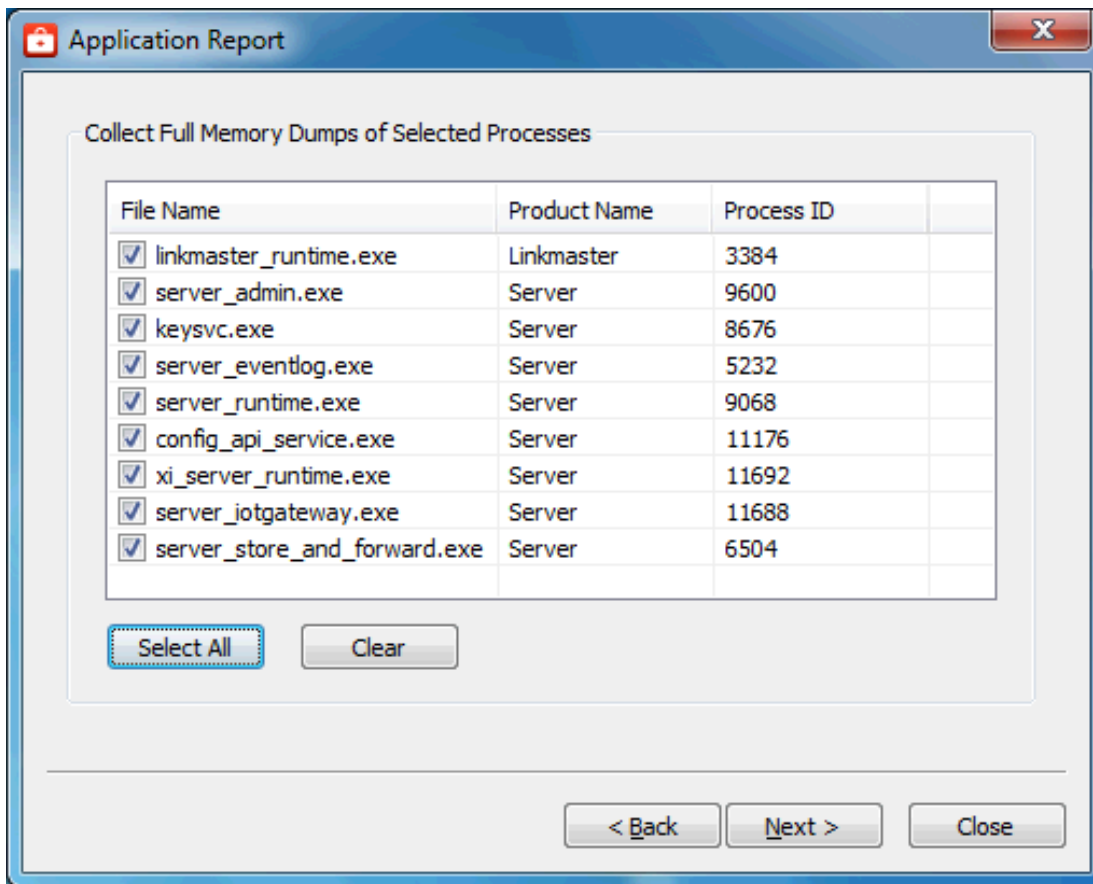 Application Report
Collect Full Memory Dumps of Selected Processes
File Name Product Name Process ID
linkmaster_runtime.exe Linkmaster 3384
server_admin.exe Server 9600
keysvc.exe Server 8676
server_eventlog.exe Server 5232
server_runtime.exe Server 9068
config_api_service.exe Server 11176
xi_server_runtime.exe Server 11692
server_iotgateway.exe Server 11688
server_store_and_forward.exe Server 6504
Select All Clear
< Back Next > Close